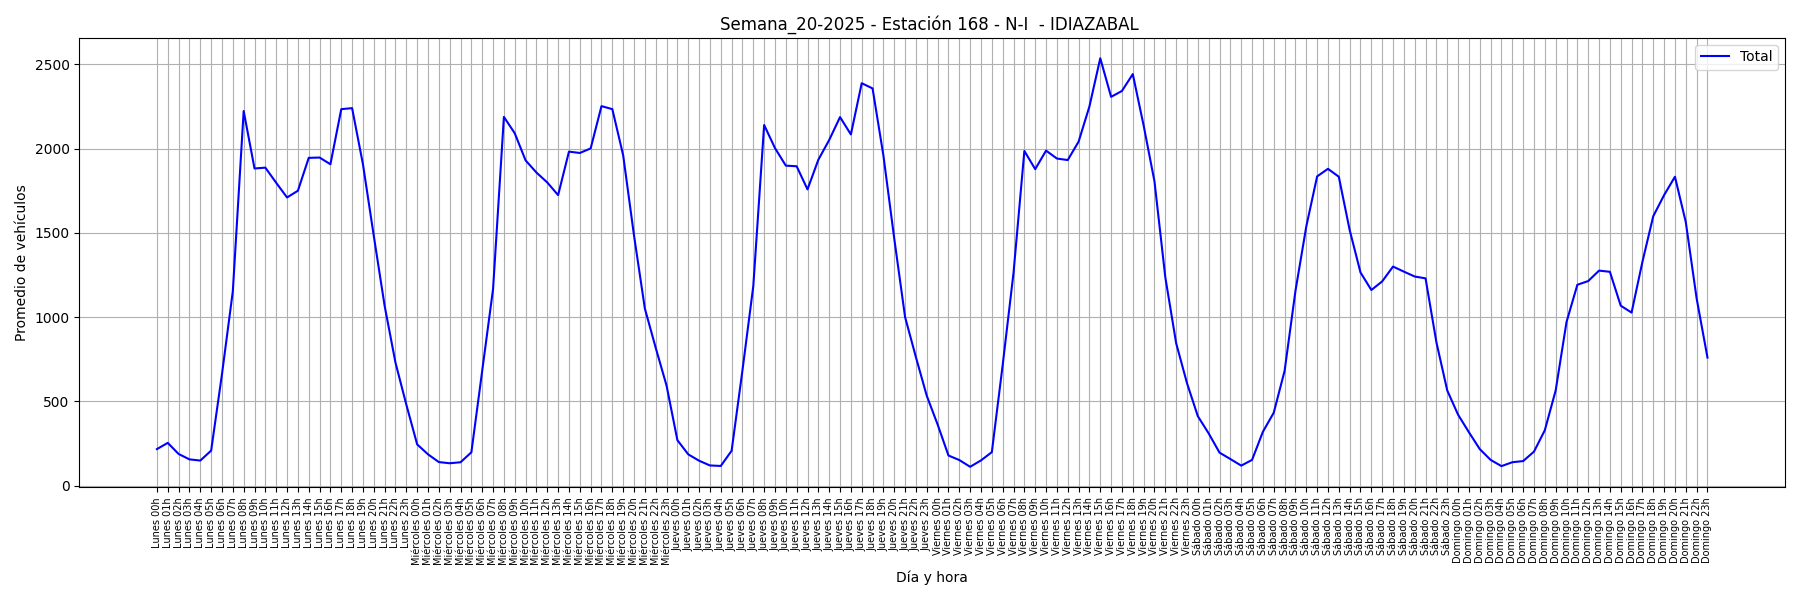 Semana_20-2025 - Estación 168 - N-I  - IDIAZABAL
Total
Promedio de vehículos
2500
2000
1500
1000
500
0
Lunes 00h
Lunes 01h
Lunes 02h
Lunes 03h
Lunes 04h
Lunes 05h
Lunes 06h
Lunes 07h
Lunes 08h
Lunes 09h
Lunes 10h
Lunes 11h
Lunes 12h
Lunes 13h
Lunes 14h
Lunes 15h
Lunes 16h
Lunes 17h
Lunes 18h
Lunes 19h
Lunes 20h
Lunes 21h
Lunes 22h
Lunes 23h
Miércoles 00h
Miércoles 01h
Miércoles 02h
Miércoles 03h
Miércoles 04h
Miércoles 05h
Miércoles 06h
Miércoles 07h
Miércoles 08h
Miércoles 09h
Miércoles 10h
Miércoles 11h
Miércoles 12h
Miércoles 13h
Miércoles 14h
Miércoles 15h
Miércoles 16h
Miércoles 17h
Miércoles 18h
Miércoles 19h
Miércoles 20h
Miércoles 21h
Miércoles 22h
Miércoles 23h
Jueves 00h
Jueves 01h
Jueves 02h
Jueves 03h
Jueves 04h
Jueves 05h
Jueves 06h
Jueves 07h
Jueves 08h
Jueves 09h
Jueves 10h
Jueves 11h
Jueves 12h
Jueves 13h
Jueves 14h
Jueves 15h
Jueves 16h
Jueves 17h
Jueves 18h
Jueves 19h
Jueves 20h
Jueves 21h
Jueves 22h
Jueves 23h
Viernes 00h
Viernes 01h
Viernes 02h
Viernes 03h
Viernes 04h
Viernes 05h
Viernes 06h
Viernes 07h
Viernes 08h
Viernes 09h
Viernes 10h
Viernes 11h
Viernes 12h
Viernes 13h
Viernes 14h
Viernes 15h
Viernes 16h
Viernes 17h
Viernes 18h
Viernes 19h
Viernes 20h
Viernes 21h
Viernes 22h
Viernes 23h
Sábado 00h
Sábado 01h
Sábado 02h
Sábado 03h
Sábado 04h
Sábado 05h
Sábado 06h
Sábado 07h
Sábado 08h
Sábado 09h
Sábado 10h
Sábado 11h
Sábado 12h
Sábado 13h
Sábado 14h
Sábado 15h
Sábado 16h
Sábado 17h
Sábado 18h
Sábado 19h
Sábado 20h
Sábado 21h
Sábado 22h
Sábado 23h
Domingo 00h
Domingo 01h
Domingo 02h
Domingo 03h
Domingo 04h
Domingo 05h
Domingo 06h
Domingo 07h
Domingo 08h
Domingo 09h
Domingo 10h
Domingo 11h
Domingo 12h
Domingo 13h
Domingo 14h
Domingo 15h
Domingo 16h
Domingo 17h
Domingo 18h
Domingo 19h
Domingo 20h
Domingo 21h
Domingo 22h
Domingo 23h
Día y hora